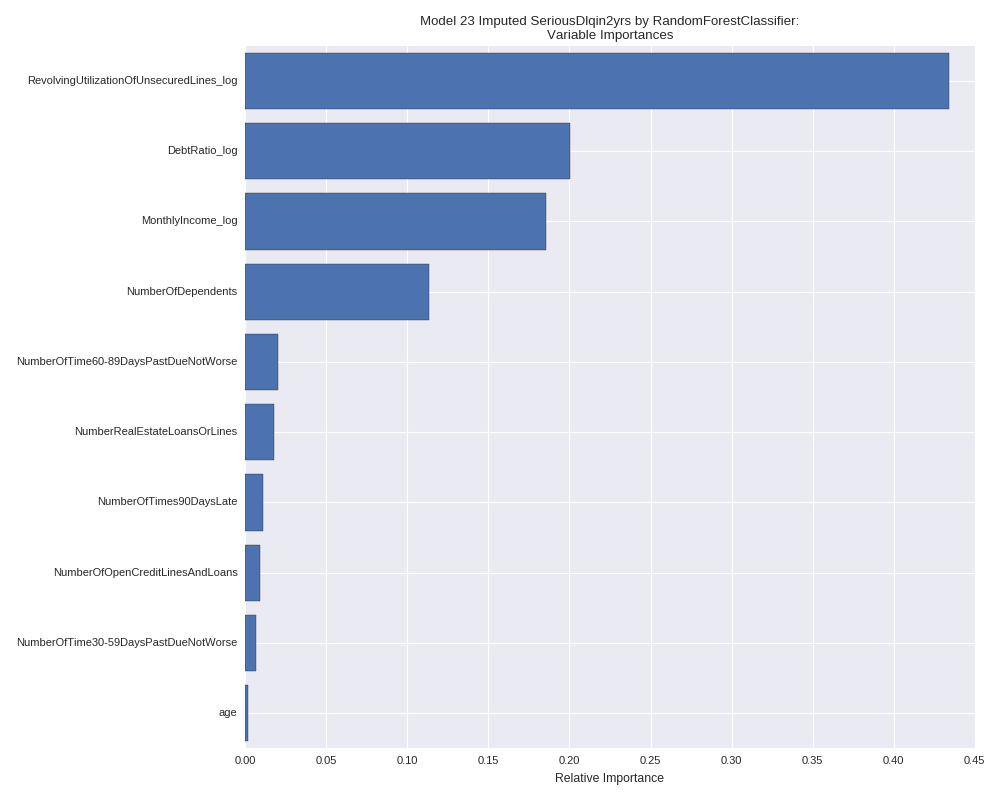 Model 23 Imputed SeriousDlqin2yrs by RandomForestClassifier:
Variable Importances
RevolvingUtilizationOfUnsecuredLines_log
DebtRatio_log
MonthlyIncome_log
NumberOfDependents
NumberOfTime60-89DaysPastDueNotWorse
NumberRealEstateLoansOrLines
NumberOfTimes90DaysLate
NumberOfOpenCreditLinesAndLoans
NumberOfTime30-59DaysPastDueNotWorse
age
0.00 0.05 0.10 0.15 0.20 0.25 0.30 0.35 0.40 0.45
Relative Importance